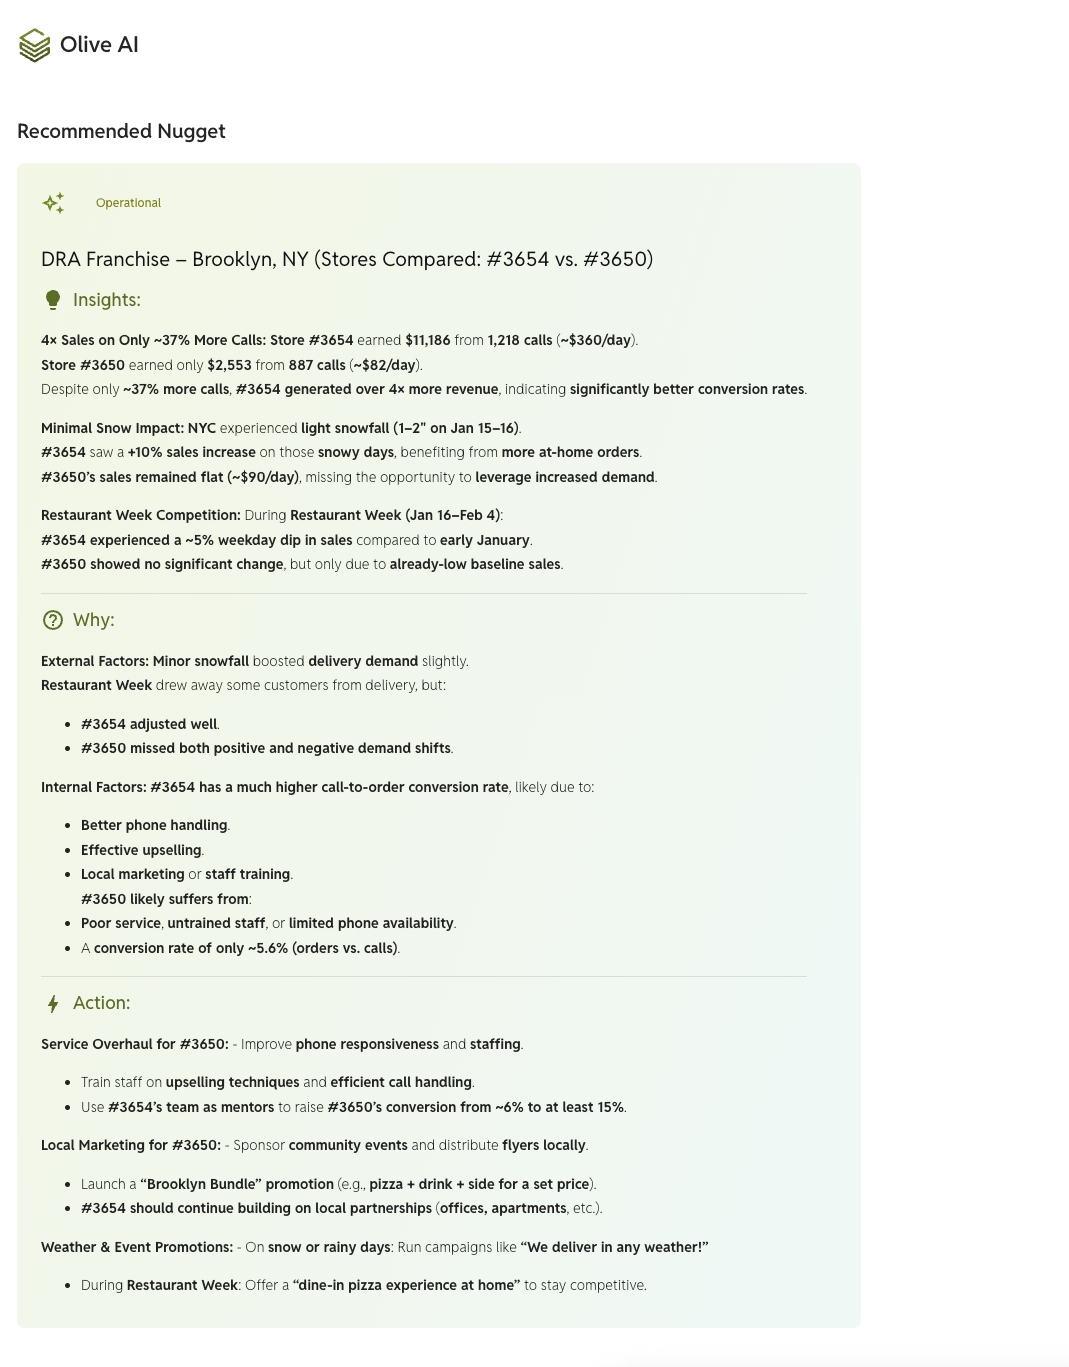 Olive AI
Recommended Nugget
Operational
DRA Franchise – Brooklyn, NY (Stores Compared: #3654 vs. #3650)
Insights:
4× Sales on Only ~37% More Calls: Store #3654 earned $11,186 from 1,218 calls (~$360/day).
Store #3650 earned only $2,553 from 887 calls (~$82/day).
Despite only ~37% more calls, #3654 generated over 4× more revenue, indicating significantly better conversion rates.
Minimal Snow Impact: NYC experienced light snowfall (1–2" on Jan 15–16).
#3654 saw a +10% sales increase on those snowy days, benefiting from more at-home orders.
#3650’s sales remained flat (~$90/day), missing the opportunity to leverage increased demand.
Restaurant Week Competition: During Restaurant Week (Jan 16–Feb 4):
#3654 experienced a ~5% weekday dip in sales compared to early January.
#3650 showed no significant change, but only due to already-low baseline sales.
Why:
External Factors: Minor snowfall boosted delivery demand slightly.
Restaurant Week drew away some customers from delivery, but:
• #3654 adjusted well.
• #3650 missed both positive and negative demand shifts.
Internal Factors: #3654 has a much higher call-to-order conversion rate, likely due to:
• Better phone handling.
• Effective upselling.
• Local marketing or staff training.
#3650 likely suffers from:
• Poor service, untrained staff, or limited phone availability.
• A conversion rate of only ~5.6% (orders vs. calls).
Action:
Service Overhaul for #3650: - Improve phone responsiveness and staffing.
• Train staff on upselling techniques and efficient call handling.
• Use #3654’s team as mentors to raise #3650’s conversion from ~6% to at least 15%.
Local Marketing for #3650: - Sponsor community events and distribute flyers locally.
• Launch a “Brooklyn Bundle” promotion (e.g., pizza + drink + side for a set price).
• #3654 should continue building on local partnerships (offices, apartments, etc.).
Weather & Event Promotions: - On snow or rainy days: Run campaigns like “We deliver in any weather!”
• During Restaurant Week: Offer a “dine-in pizza experience at home” to stay competitive.